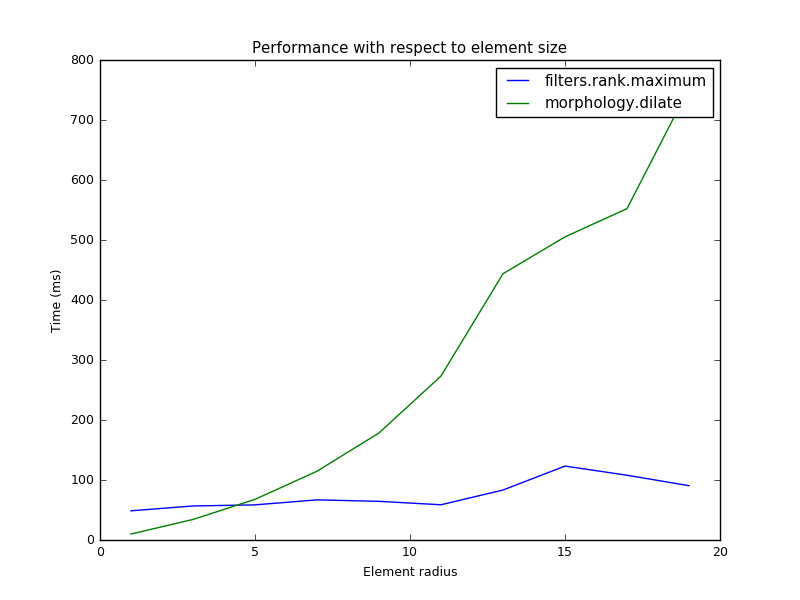 Performance with respect to element size
filters.rank.maximum
morphology.dilate
800
700
600
500
400
300
200
100
0
Time (ms)
0 5 10 15 20
Element radius